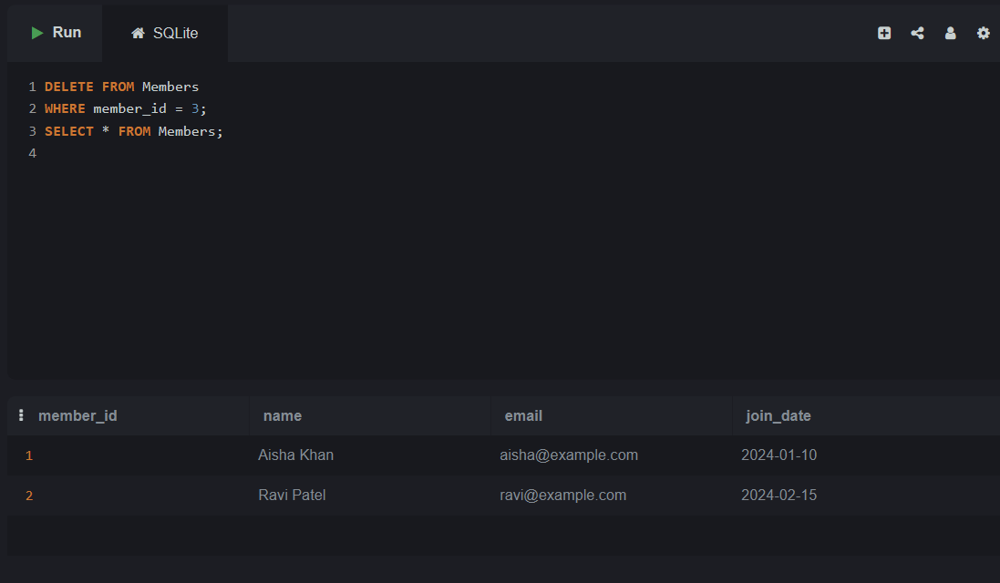 Run SQLite
1 DELETE FROM Members
2 WHERE member_id = 3;
3 SELECT * FROM Members;
4
member_id name email join_date
1 Aisha Khan aisha@example.com 2024-01-10
2 Ravi Patel ravi@example.com 2024-02-15